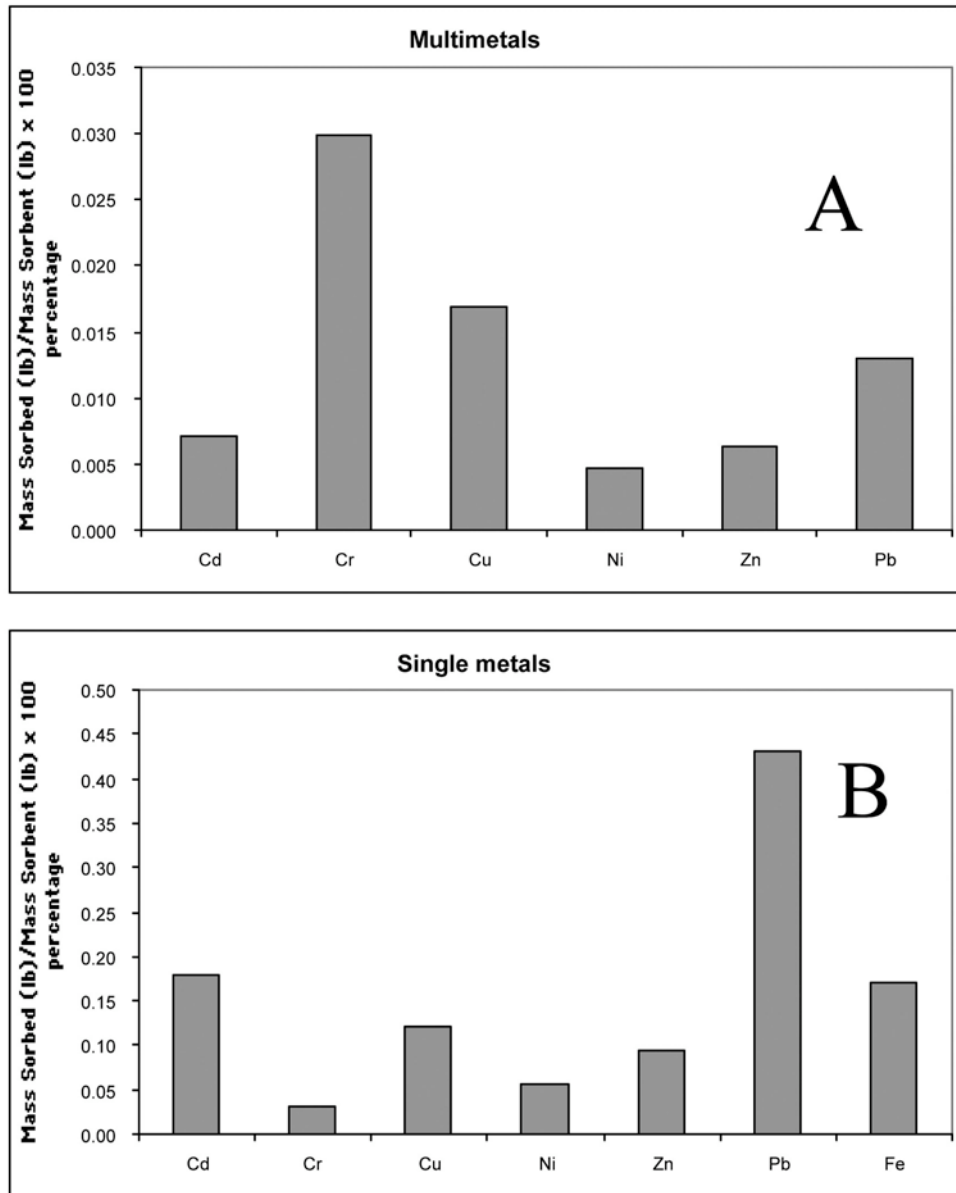 Multimetals
Mass Sorbed (lb)/Mass Sorbent (lb) x 100
percentage
0.035
0.030
0.025
0.020
0.015
0.010
0.005
0.000
A
Cd Cr Cu Ni Zn Pb
Single metals
Mass Sorbed (lb)/Mass Sorbent (lb) x 100
percentage
0.50
0.45
0.40
0.35
0.30
0.25
0.20
0.15
0.10
0.05
0.00
B
Cd Cr Cu Ni Zn Pb Fe